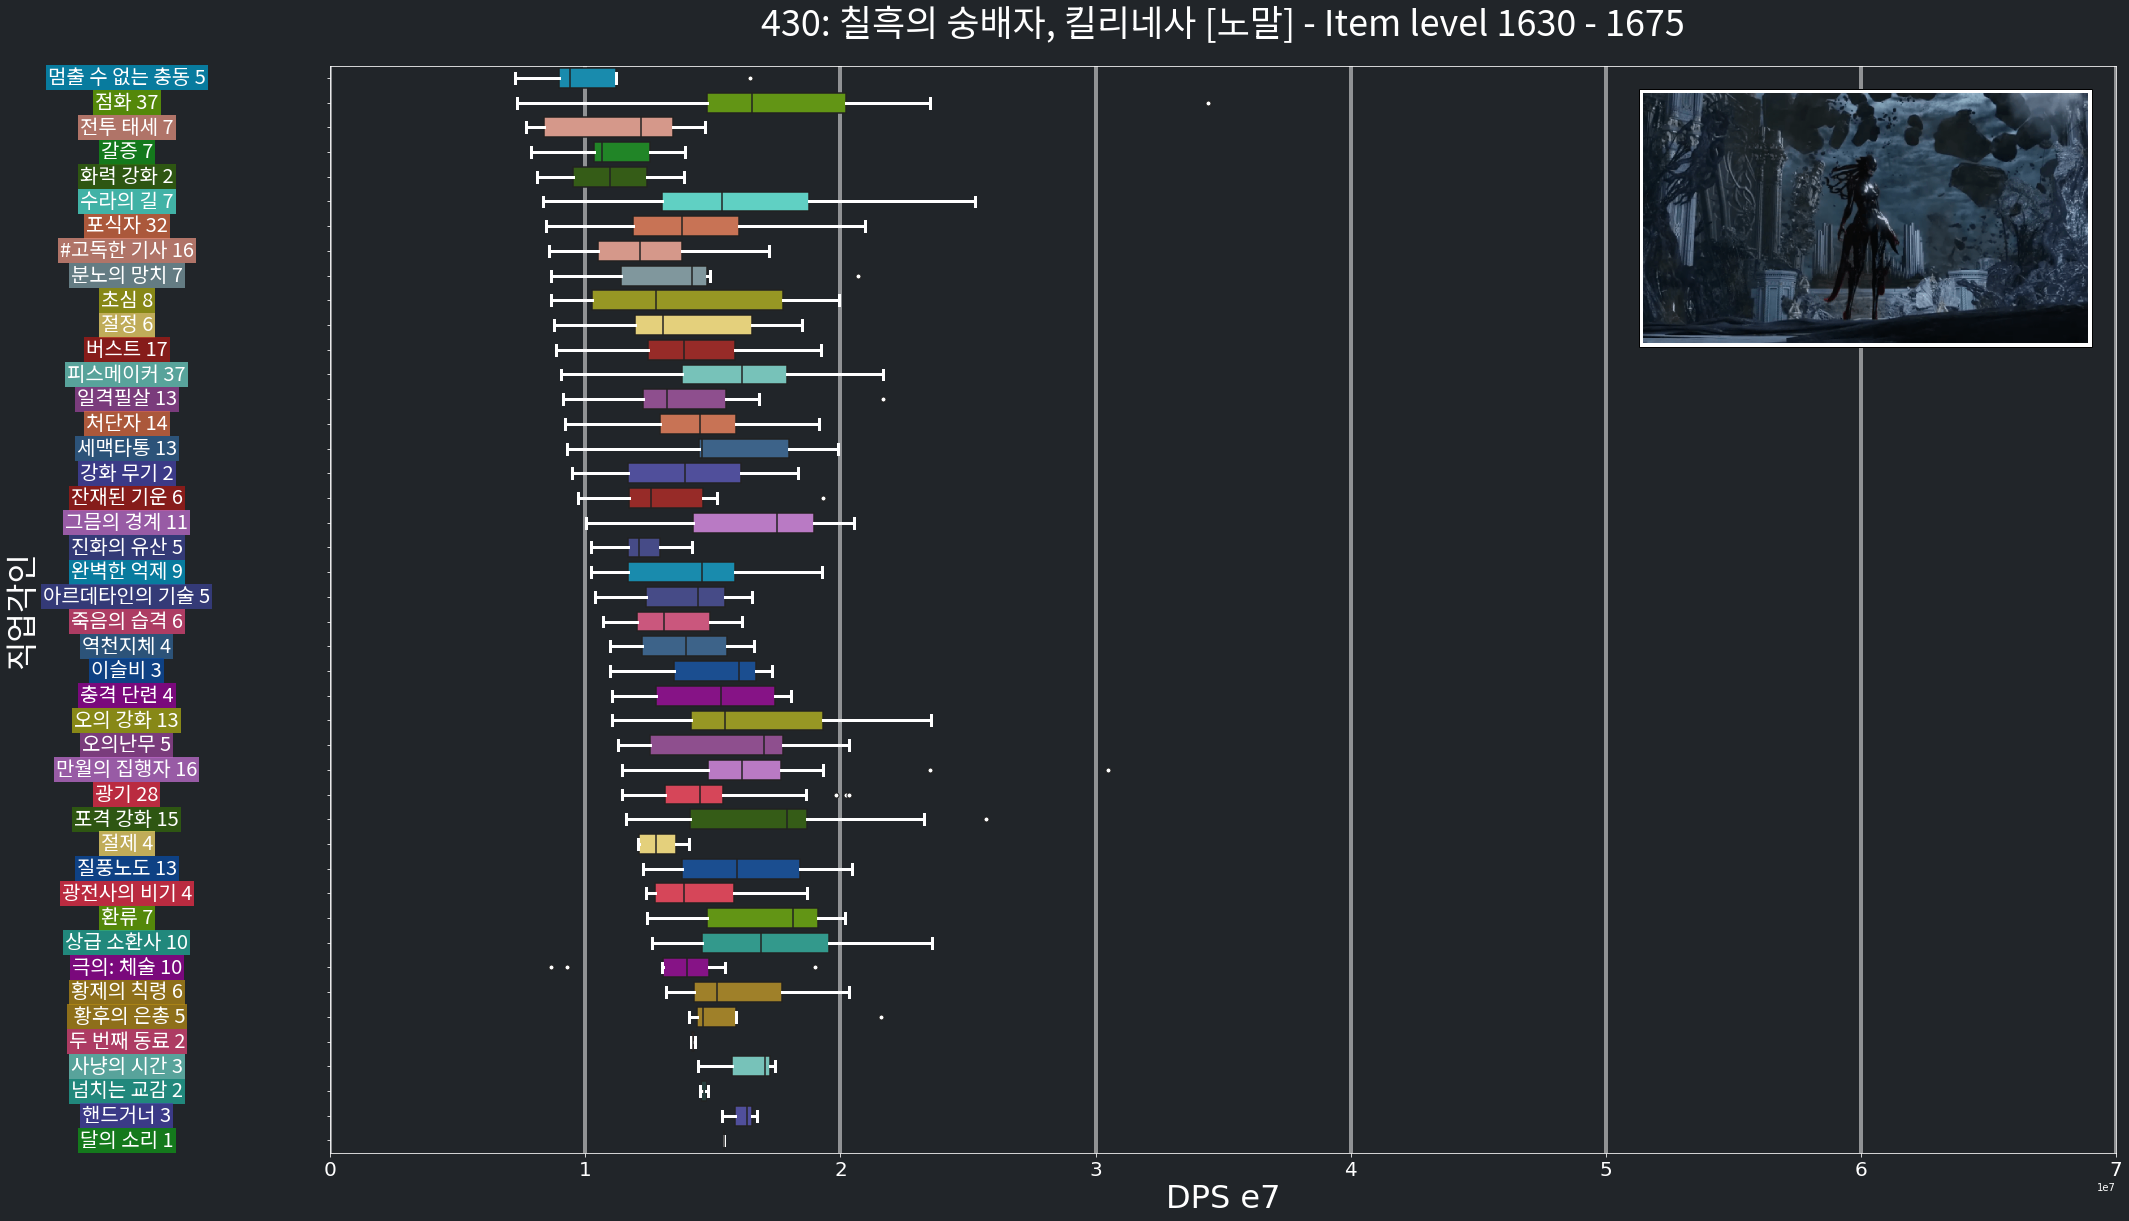 430: 칠흑의 숭배자, 킬리네사 [노말] - Item level 1630 - 1675
직업각인
멈출 수 없는 충동 5
점화 37
전투 태세 7
갈증 7
화력 강화 2
수라의 길 7
포식자 32
#고독한 기사 16
분노의 망치 7
초심 8
절정 6
버스트 17
피스메이커 37
일격필살 13
처단자 14
세맥타통 13
강화 무기 2
잔재된 기운 6
그믐의 경계 11
진화의 유산 5
완벽한 억제 9
아르데타인의 기술 5
죽음의 습격 6
역천지체 4
이슬비 3
충격 단련 4
오의 강화 13
오의난무 5
만월의 집행자 16
광기 28
포격 강화 15
절제 4
질풍노도 13
광전사의 비기 4
환류 7
상급 소환사 10
극의: 체술 10
황제의 칙령 6
황후의 은총 5
두 번째 동료 2
사냥의 시간 3
넘치는 교감 2
핸드거너 3
달의 소리 1
0 1 2 3 4 5 6 7
1e7
DPS e7